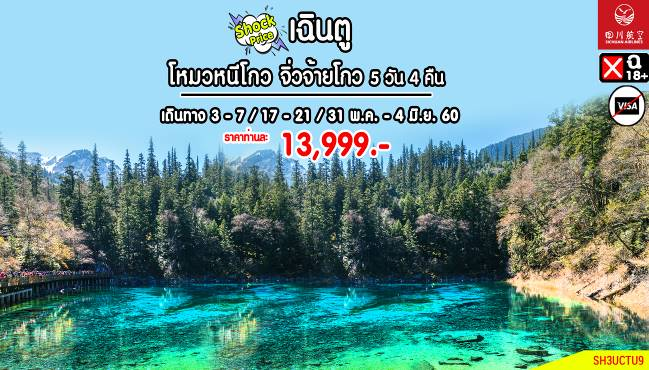 Shock
Price
เฉินตู
โหมวหนีโกว จิ่วจ้ายโกว 5 วัน 4 คืน
เดินทาง 3 - 7 / 17 - 21 / 31 พ.ค. - 4 มิ.ย. 60
ราคาท่านละ 13,999.-
四川航空
SICHUAN AIRLINES
X ฉ
18+
VISA
SH3UCTU9